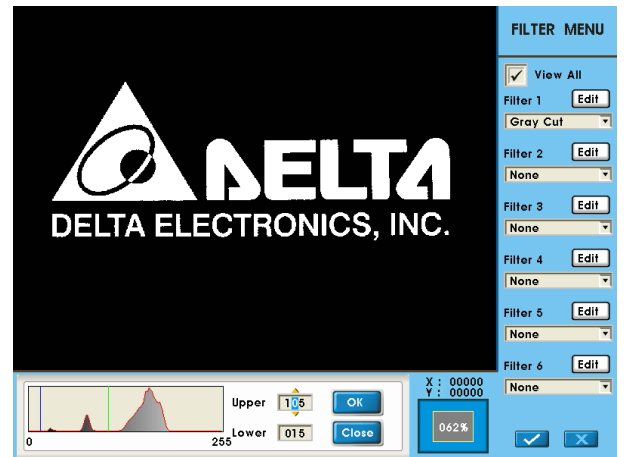 FILTER MENU
View All
Filter 1 Edit
Gray Cut
Filter 2 Edit
None
Filter 3 Edit
None
Filter 4 Edit
None
Filter 5 Edit
None
Filter 6 Edit
None
DELTA
DELTA ELECTRONICS, INC.
0 255
Upper 105 OK
Lower 015 Close
X : 00000
Y : 00000
062%